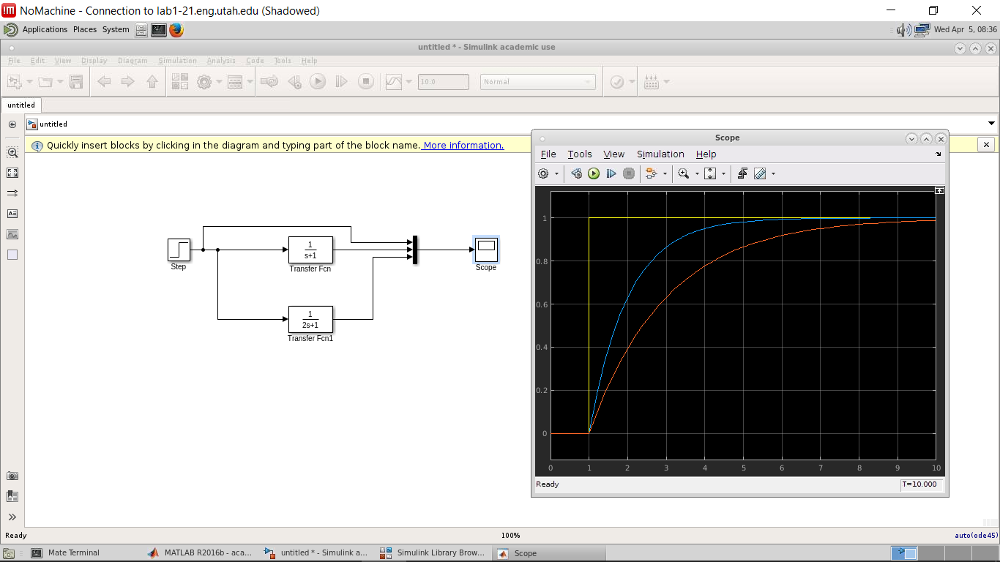 NoMachine - Connection to lab1-21.eng.utah.edu (Shadowed)
Applications Places System Wed Apr 5, 08:36
untitled * - Simulink academic use
File Edit View Display Diagram Simulation Analysis Code Tools Help
10.0 Normal
untitled
untitled
Quickly insert blocks by clicking in the diagram and typing part of the block name. More information.
Step
1
s+1
Transfer Fcn
1
2s+1
Transfer Fcn1
Scope
Scope
File Tools View Simulation Help
1
0.8
0.6
0.4
0.2
0
0 1 2 3 4 5 6 7 8 9 10
Ready T=10.000
Ready 100% auto(ode45)
Mate Terminal MATLAB R2016b - aca... untitled * - Simulink a... Simulink Library Brow... Scope